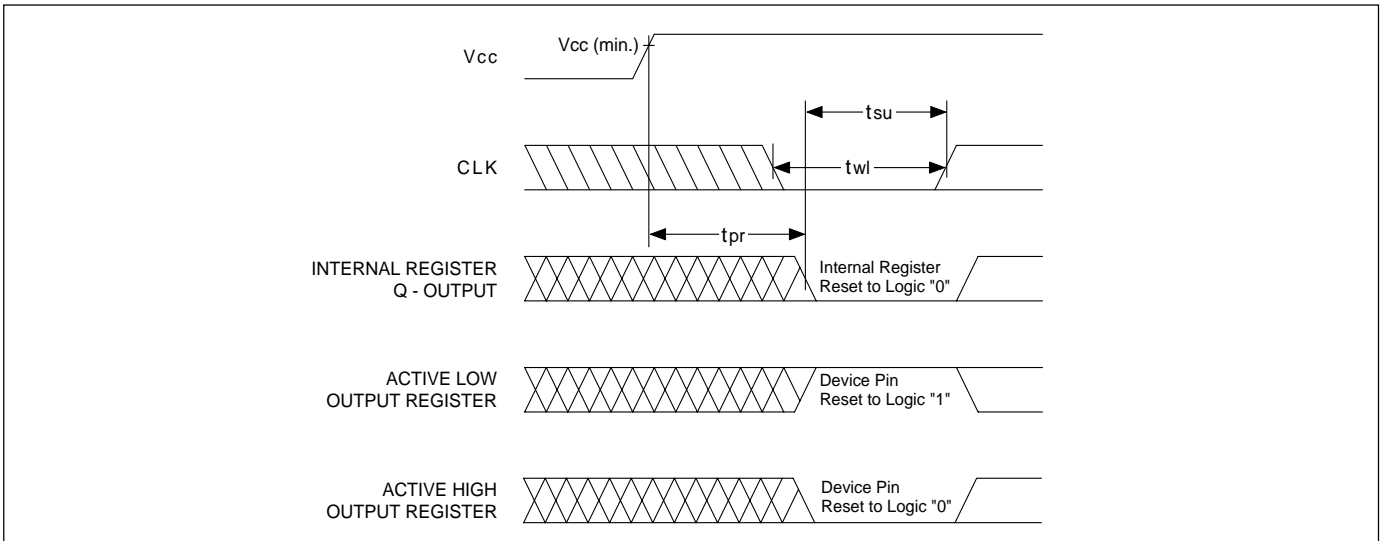 Vcc
Vcc (min.)
tsu
CLK
twl
tpr
INTERNAL REGISTER
Q - OUTPUT
Internal Register
Reset to Logic "0"
ACTIVE LOW
OUTPUT REGISTER
Device Pin
Reset to Logic "1"
ACTIVE HIGH
OUTPUT REGISTER
Device Pin
Reset to Logic "0"